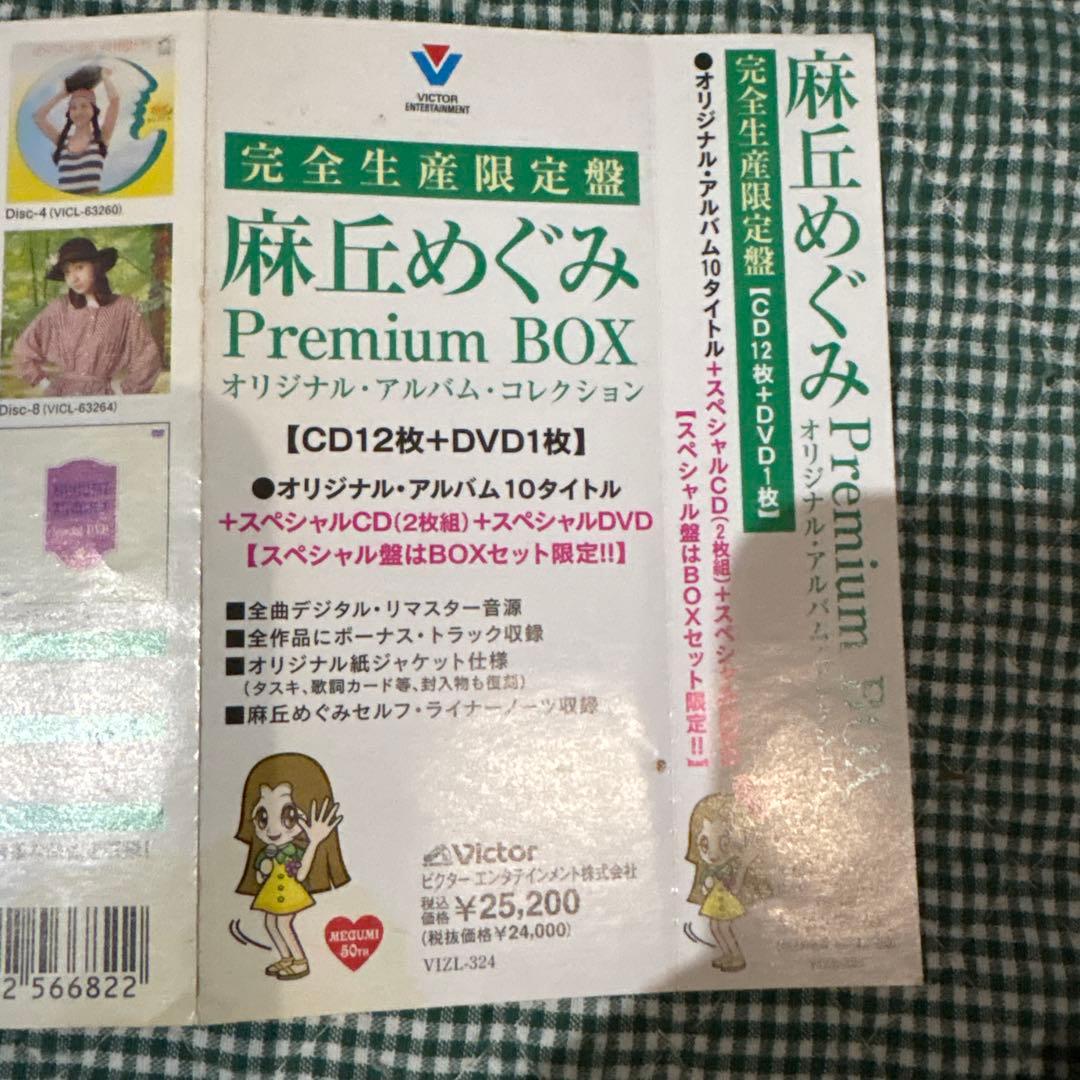 Disc-4 (VICL-63260)
Disc-8 (VICL-63264)
2 566822
VICTOR
ENTERTAINMENT
完全生産限定盤
麻丘めぐみ
Premium BOX
オリジナル・アルバム・コレクション
【CD12枚+DVD1枚】
●オリジナル・アルバム10タイトル
+スペシャルCD(2枚組)+スペシャルDVD
【スペシャル盤はBOXセット限定!!】
■全曲デジタル・リマスター音源
■全作品にボーナス・トラック収録
■オリジナル紙ジャケット仕様
(タスキ、歌詞カード等、封入物も復刻)
■麻丘めぐみセルフ・ライナーノーツ収録
MEGUMI
50TH
Victor
ビクター エンタテインメント株式会社
税込価格 ¥25,200
(税抜価格¥24,000)
VIZL-324
麻丘めぐみ Premium BOX
オリジナル・アルバム
完全生産限定盤【CD12枚+DVD1枚】
●オリジナル・アルバム10タイトル+スペシャルCD(2枚組)+スペシャル
【スペシャル盤はBOXセット限定!!】
VIZL-324